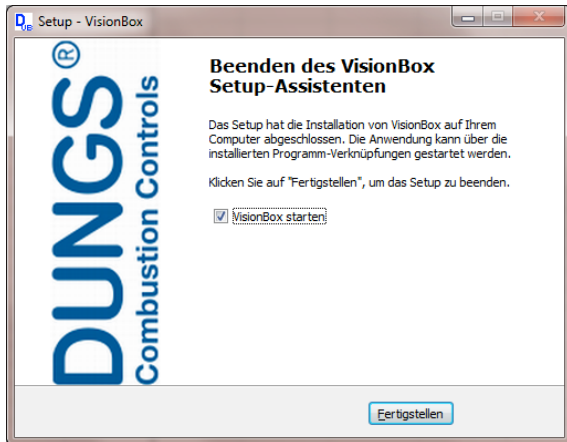 Setup - VisionBox
DUNGS®
Combustion Controls
Beenden des VisionBox
Setup-Assistenten
Das Setup hat die Installation von VisionBox auf Ihrem
Computer abgeschlossen. Die Anwendung kann über die
installierten Programm-Verknüpfungen gestartet werden.
Klicken Sie auf "Fertigstellen", um das Setup zu beenden.
VisionBox starten
Fertigstellen